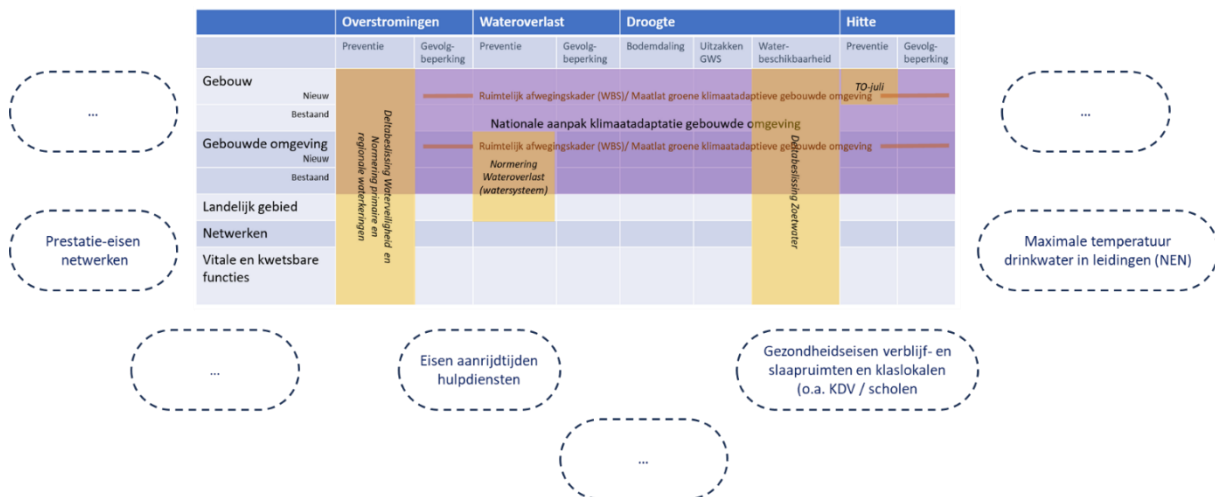 Overstromingen Wateroverlast Droogte Hitte
Preventie Gevolg- Preventie Gevolg- Bodemdaling Uitzakken Water- Preventie Gevolg-
beperking beperking GWS beschikbaarheid beperking
Gebouw
Nieuw
Bestaand
Gebouwde omgeving
Nieuw
Bestaand
Landelijk gebied
Netwerken
Vitale en kwetsbare
functies
Deltabeslissing Waterveiligheid en
Normering primaire en
regionale waterkeringen
TO-juli
Ruimtelijk afwegingskader (WBS)/ Maatlat groene klimaatadaptieve gebouwde omgeving
Nationale aanpak klimaatadaptatie gebouwde omgeving
Ruimtelijk afwegingskader (WBS)/ Maatlat groene klimaatadaptieve gebouwde omgeving
Normering
Wateroverlast
(watersysteem)
Deltabeslissing Zoetwater
...
...
Prestatie-eisen
netwerken
Maximale temperatuur
drinkwater in leidingen (NEN)
...
Eisen aanrijdtijden
hulpdiensten
Gezondheidseisen verblijf- en
slaapruimten en klaslokalen
(o.a. KDV / scholen
...